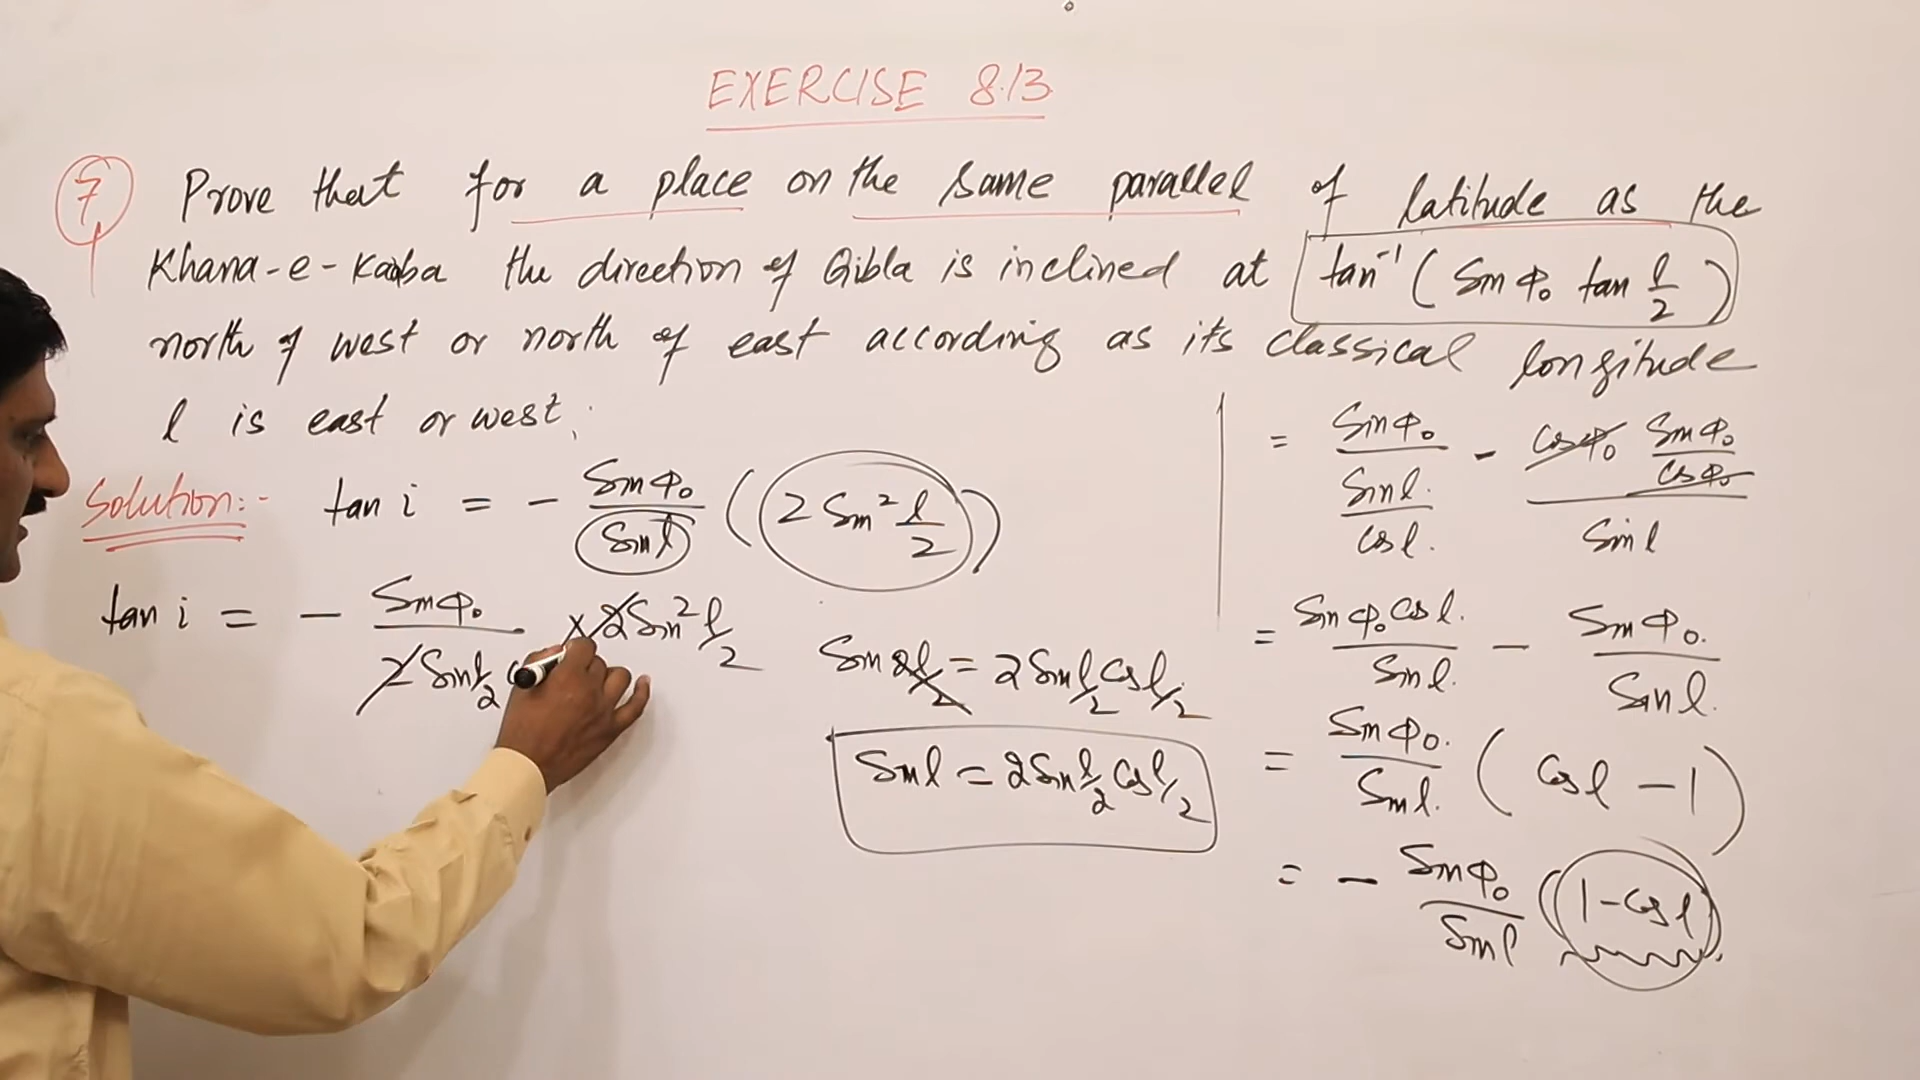 EXERCISE 8.13
7 Prove that for a place on the same parallel of latitude as the
Khana-e-Kaaba the direction of Qibla is inclined at tan⁻¹ ( Sin φ₀ tan l/2 )
north of west or north of east according as its classical longitude
l is east or west;
Solution:- tan i = - Sin φ₀ / Sin l ( 2 Sin² l/2 )
tan i = - Sin φ₀ / 2 Sin l/2 c × 2 Sin² l/2
Sin 2l/2 = 2 Sin l/2 Cos l/2
Sin l = 2 Sin l/2 Cos l/2
= Sin φ₀ / (Sin l. / Cos l.) - Cos φ₀ (Sin φ₀ / Cos φ₀) / Sin l
= Sin φ₀ Cos l. / Sin l. - Sin φ₀. / Sin l.
= Sin φ₀. / Sin l. ( Cos l - 1 )
= - Sin φ₀ / Sin l ( 1 - Cos l ).